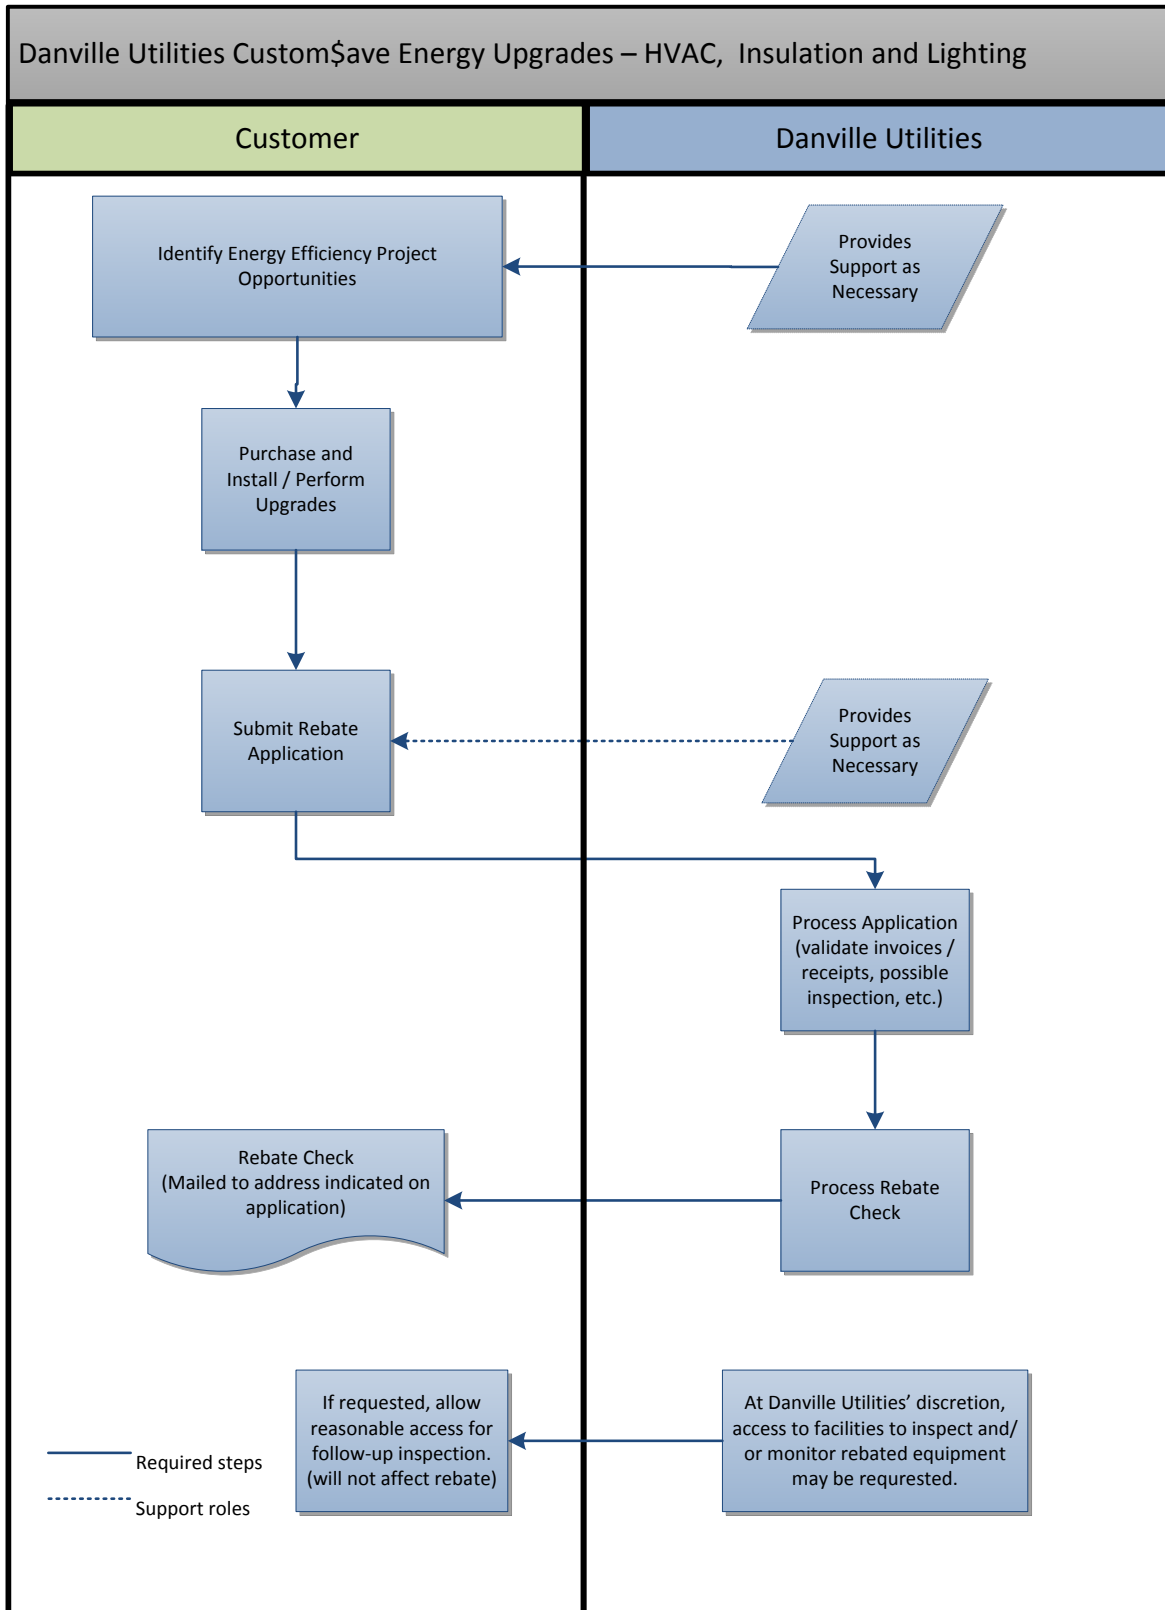 Danville Utilities Custom$ave Energy Upgrades – HVAC,  Insulation and Lighting
Customer
Danville Utilities
Identify Energy Efficiency Project
Opportunities
Provides
Support as
Necessary
Purchase and
Install / Perform
Upgrades
Submit Rebate
Application
Provides
Support as
Necessary
Process Application
(validate invoices /
receipts, possible
inspection, etc.)
Rebate Check
(Mailed to address indicated on
application)
Process Rebate
Check
If requested, allow
reasonable access for
follow-up inspection.
(will not affect rebate)
At Danville Utilities’ discretion,
access to facilities to inspect and/
or monitor rebated equipment
may be requrested.
Required steps
Support roles